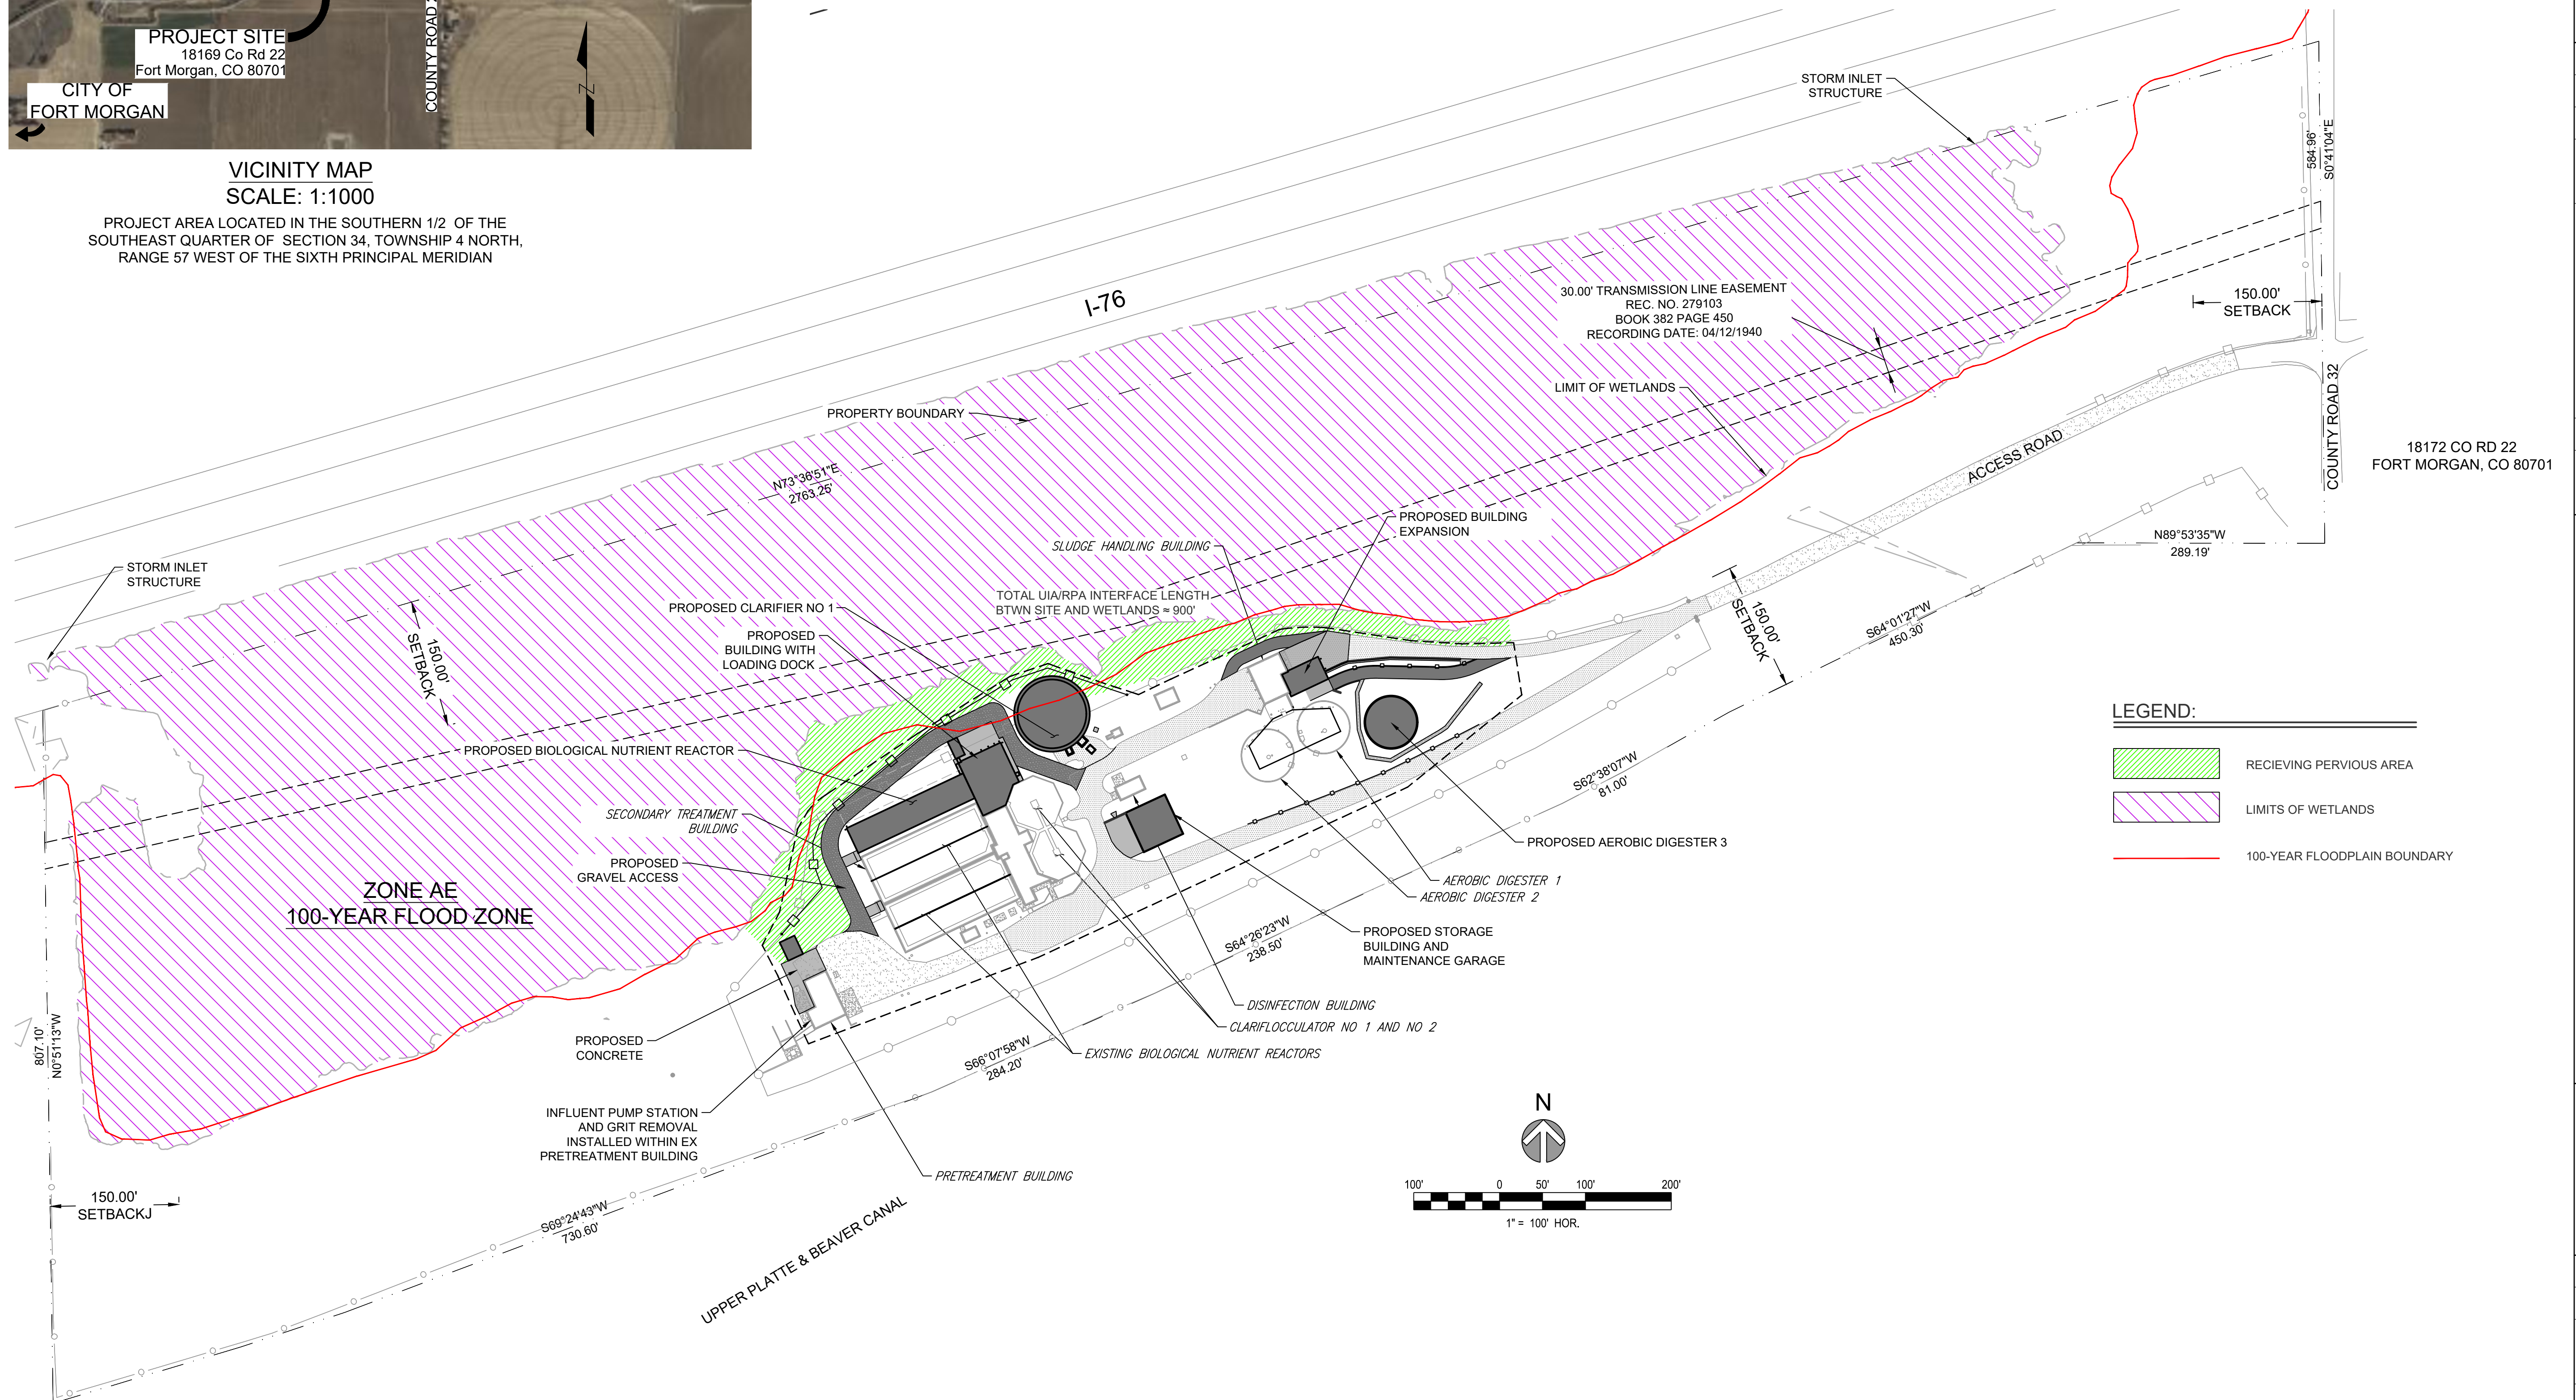 PROJECT SITE
18169 Co Rd 22
Fort Morgan, CO 80701
CITY OF
FORT MORGAN
COUNTY ROAD
Z
VICINITY MAP
SCALE: 1:1000
PROJECT AREA LOCATED IN THE SOUTHERN 1/2 OF THE
SOUTHEAST QUARTER OF SECTION 34, TOWNSHIP 4 NORTH,
RANGE 57 WEST OF THE SIXTH PRINCIPAL MERIDIAN
STORM INLET
STRUCTURE
584.96'
S0°41'04"E
I-76
30.00' TRANSMISSION LINE EASEMENT
REC. NO. 279103
BOOK 382 PAGE 450
RECORDING DATE: 04/12/1940
150.00'
SETBACK
LIMIT OF WETLANDS
PROPERTY BOUNDARY
COUNTY ROAD 32
ACCESS ROAD
18172 CO RD 22
FORT MORGAN, CO 80701
N73°36'51"E
2763.25'
PROPOSED BUILDING
EXPANSION
SLUDGE HANDLING BUILDING
N89°53'35"W
289.19'
STORM INLET
STRUCTURE
TOTAL UIA/RPA INTERFACE LENGTH
BTWN SITE AND WETLANDS ≈ 900'
PROPOSED CLARIFIER NO 1
150.00'
SETBACK
S64°01'27"W
450.30'
150.00'
SETBACK
PROPOSED
BUILDING WITH
LOADING DOCK
LEGEND:
PROPOSED BIOLOGICAL NUTRIENT REACTOR
RECIEVING PERVIOUS AREA
S62°38'07"W
81.00'
SECONDARY TREATMENT
BUILDING
LIMITS OF WETLANDS
PROPOSED AEROBIC DIGESTER 3
100-YEAR FLOODPLAIN BOUNDARY
PROPOSED
GRAVEL ACCESS
ZONE AE
100-YEAR FLOOD ZONE
AEROBIC DIGESTER 1
AEROBIC DIGESTER 2
S64°26'23"W
238.50'
PROPOSED STORAGE
BUILDING AND
MAINTENANCE GARAGE
DISINFECTION BUILDING
CLARIFLOCCULATOR NO 1 AND NO 2
EXISTING BIOLOGICAL NUTRIENT REACTORS
807.10'
N0°51'13"W
PROPOSED
CONCRETE
S66°07'58"W
284.20'
INFLUENT PUMP STATION
AND GRIT REMOVAL
INSTALLED WITHIN EX
PRETREATMENT BUILDING
PRETREATMENT BUILDING
N
150.00'
SETBACKJ
S69°24'43"W
730.60'
UPPER PLATTE & BEAVER CANAL
100' 0 50' 100' 200'
1" = 100' HOR.